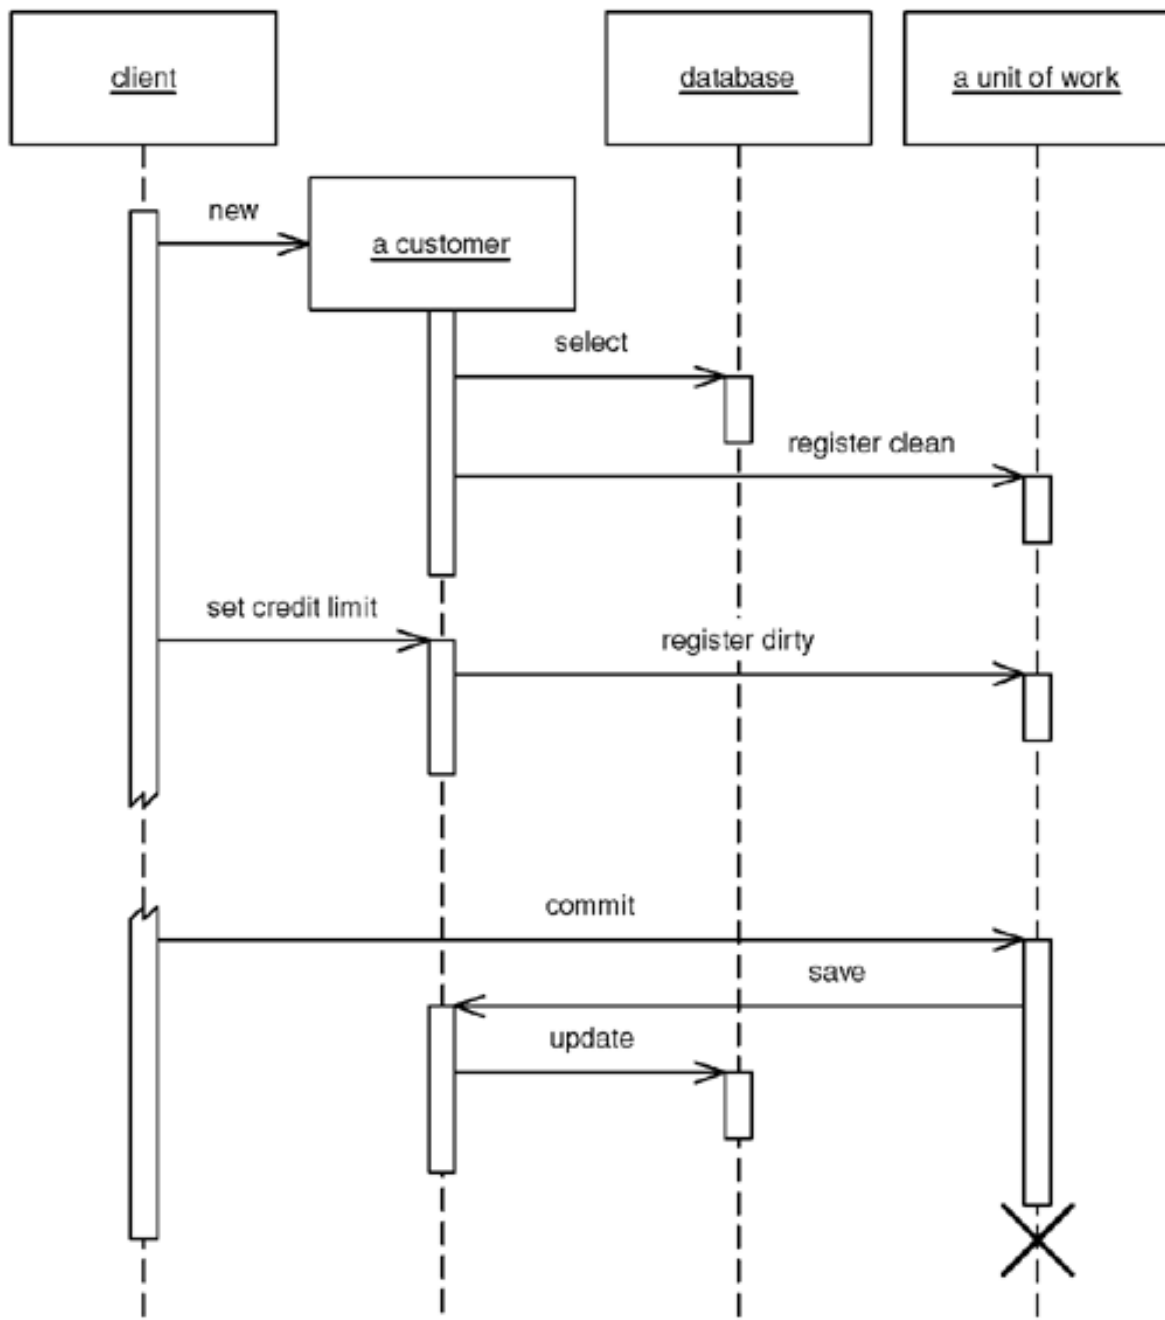 client
database
a unit of work
new
a customer
select
register clean
set credit limit
register dirty
commit
save
update